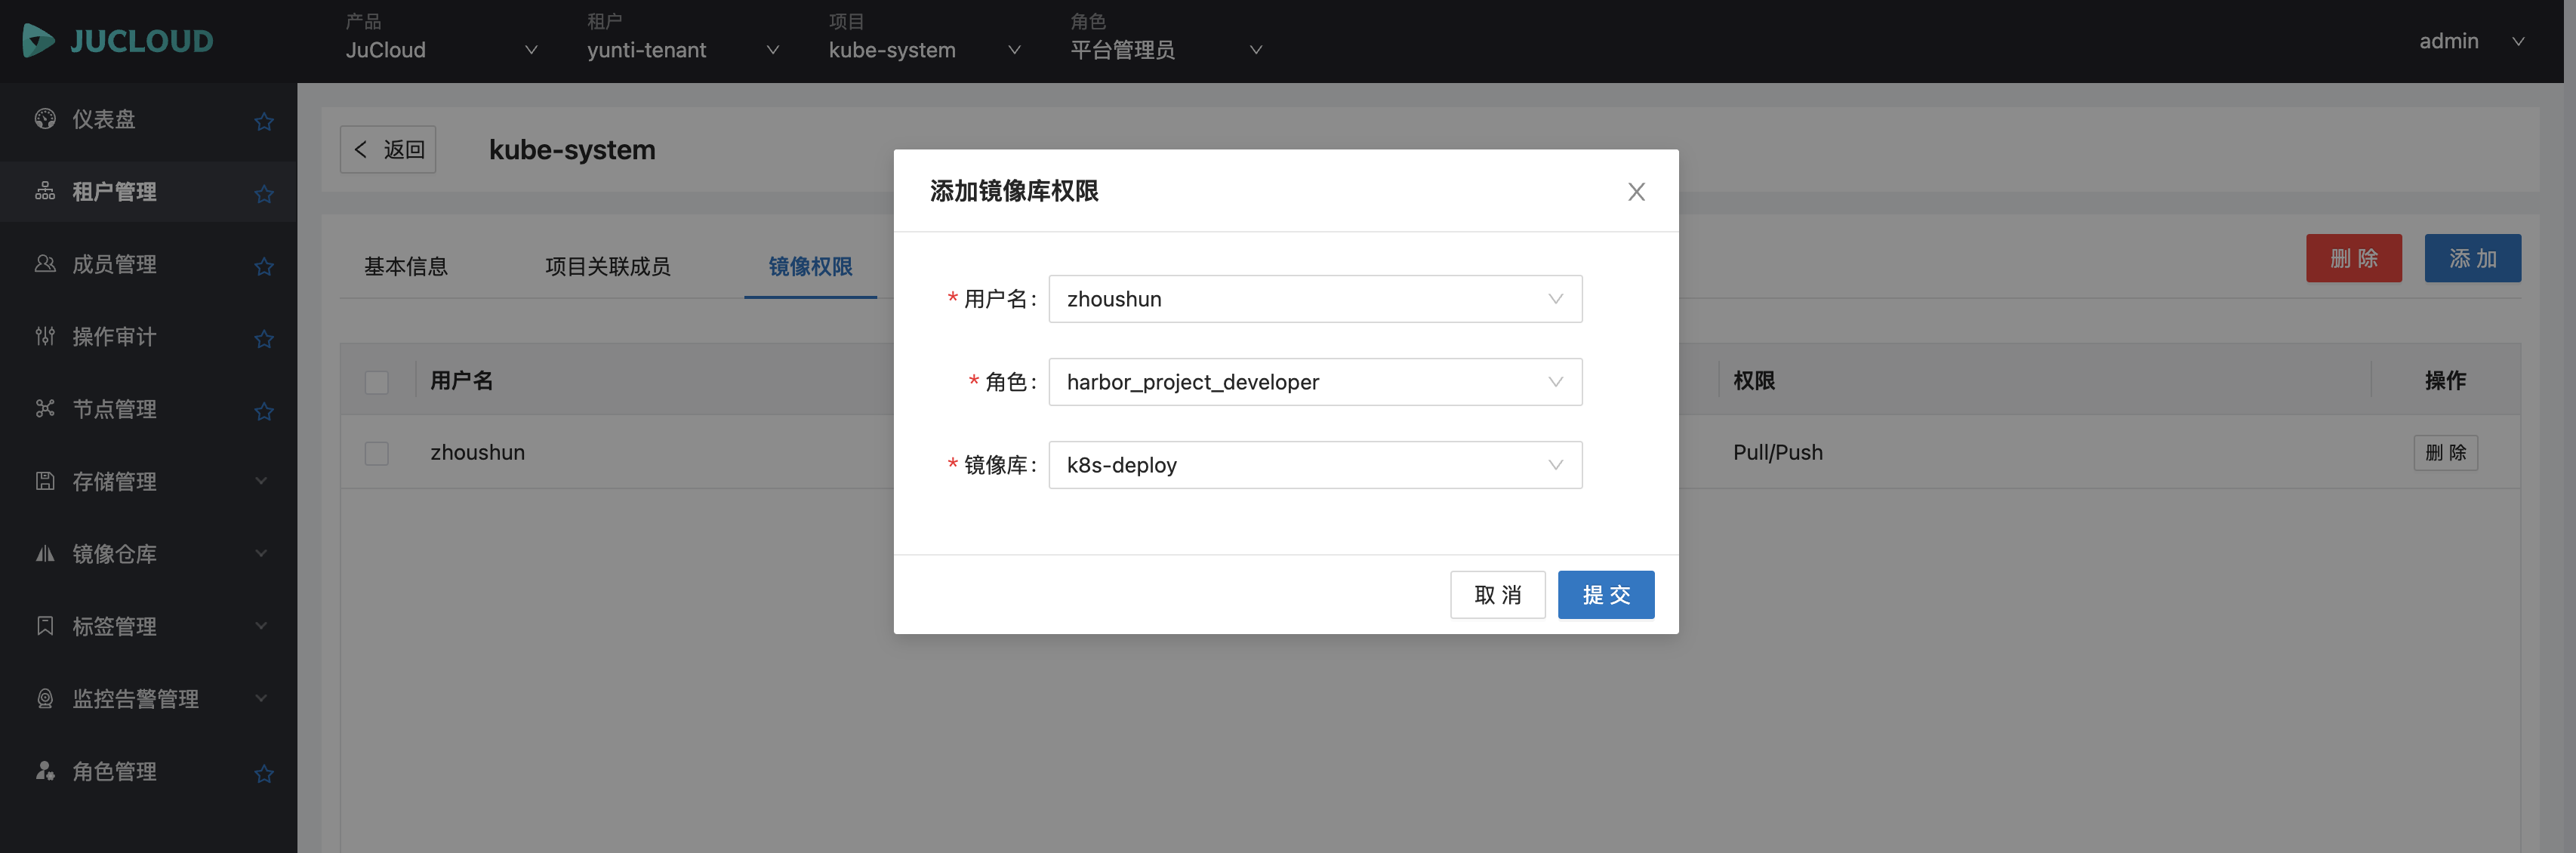 JUCLOUD
产品
JuCloud
租户
yunti-tenant
项目
kube-system
角色
平台管理员
admin
仪表盘
租户管理
成员管理
操作审计
节点管理
存储管理
镜像仓库
标签管理
监控告警管理
角色管理
返回
kube-system
基本信息
项目关联成员
镜像权限
删 除
添 加
用户名
权限
操作
zhoushun
Pull/Push
删 除
添加镜像库权限
* 用户名: zhoushun
* 角色: harbor_project_developer
* 镜像库: k8s-deploy
取 消
提 交